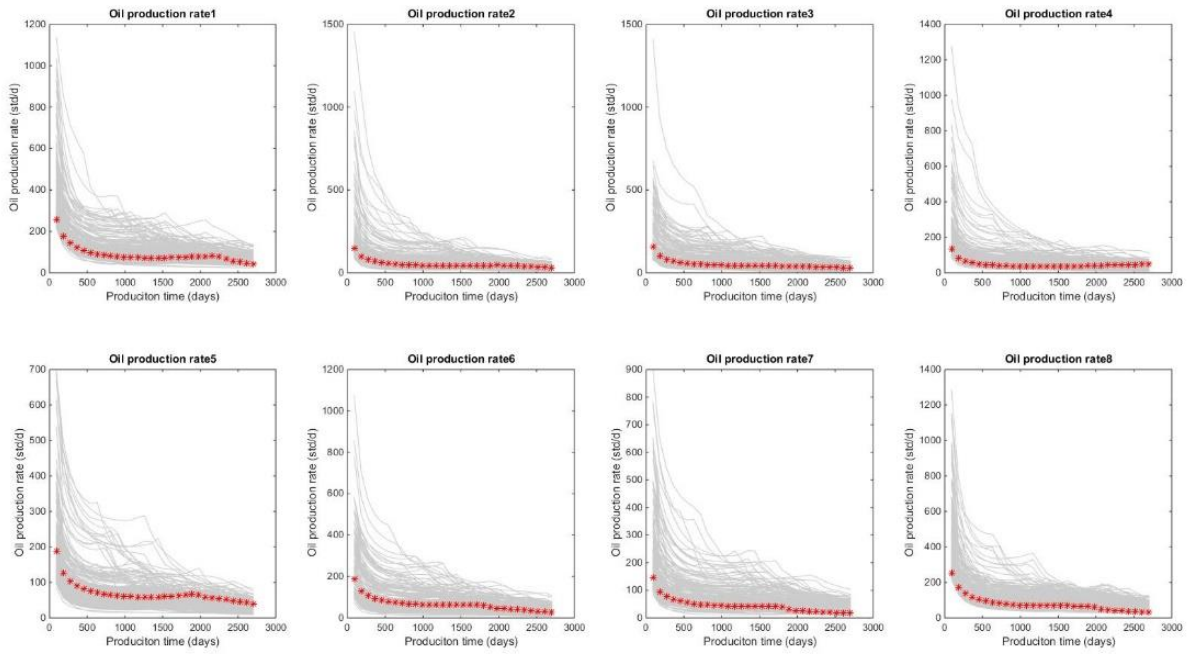 Oil production rate1
Oil production rate (std/d)
1200
1000
800
600
400
200
0
0 500 1000 1500 2000 2500 3000
Produciton time (days)
Oil production rate2
Oil production rate (std/d)
1500
1000
500
0
0 500 1000 1500 2000 2500 3000
Produciton time (days)
Oil production rate3
Oil production rate (std/d)
1500
1000
500
0
0 500 1000 1500 2000 2500 3000
Produciton time (days)
Oil production rate4
Oil production rate (std/d)
1400
1200
1000
800
600
400
200
0
0 500 1000 1500 2000 2500 3000
Produciton time (days)
Oil production rate5
Oil production rate (std/d)
700
600
500
400
300
200
100
0
0 500 1000 1500 2000 2500 3000
Produciton time (days)
Oil production rate6
Oil production rate (std/d)
1200
1000
800
600
400
200
0
0 500 1000 1500 2000 2500 3000
Produciton time (days)
Oil production rate7
Oil production rate (std/d)
900
800
700
600
500
400
300
200
100
0
0 500 1000 1500 2000 2500 3000
Produciton time (days)
Oil production rate8
Oil production rate (std/d)
1400
1200
1000
800
600
400
200
0
0 500 1000 1500 2000 2500 3000
Produciton time (days)